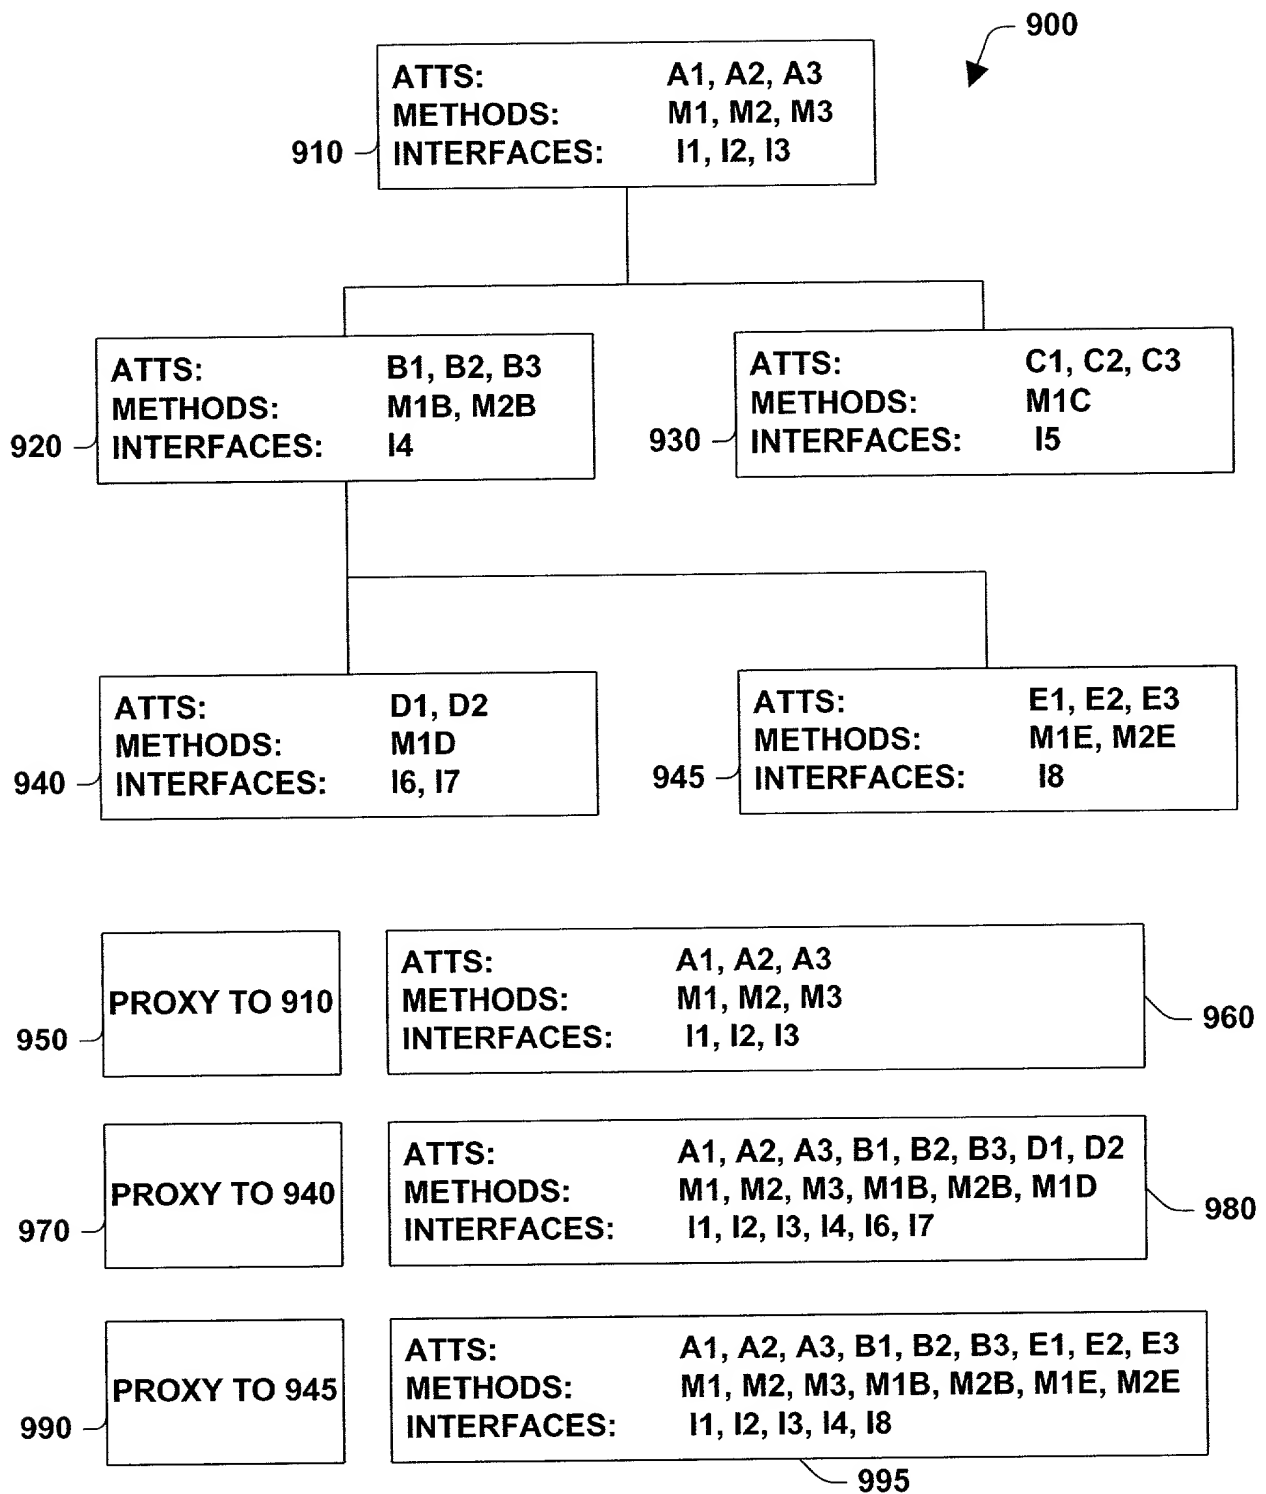 900
ATTS: A1, A2, A3
METHODS: M1, M2, M3
910 INTERFACES: I1, I2, I3
ATTS: B1, B2, B3
METHODS: M1B, M2B
920 INTERFACES: I4
ATTS: C1, C2, C3
METHODS: M1C
930 INTERFACES: I5
ATTS: D1, D2
METHODS: M1D
940 INTERFACES: I6, I7
ATTS: E1, E2, E3
METHODS: M1E, M2E
945 INTERFACES: I8
PROXY TO 910
950
ATTS: A1, A2, A3
METHODS: M1, M2, M3
INTERFACES: I1, I2, I3
960
PROXY TO 940
970
ATTS: A1, A2, A3, B1, B2, B3, D1, D2
METHODS: M1, M2, M3, M1B, M2B, M1D
INTERFACES: I1, I2, I3, I4, I6, I7
980
PROXY TO 945
990
ATTS: A1, A2, A3, B1, B2, B3, E1, E2, E3
METHODS: M1, M2, M3, M1B, M2B, M1E, M2E
INTERFACES: I1, I2, I3, I4, I8
995